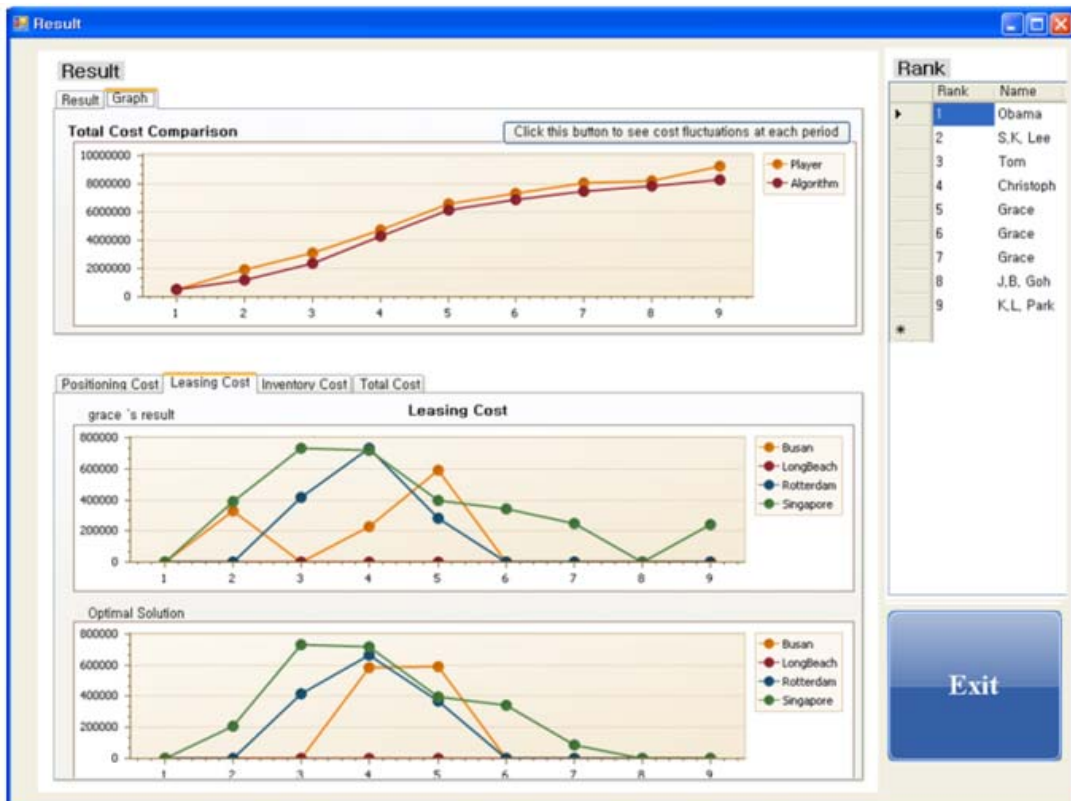 Result
Result
Result Graph
Total Cost Comparison
Click this button to see cost fluctuations at each period
10000000
8000000
6000000
4000000
2000000
0
1 2 3 4 5 6 7 8 9
Player
Algorithm
Positioning Cost Leasing Cost Inventory Cost Total Cost
grace 's result
Leasing Cost
800000
600000
400000
200000
0
1 2 3 4 5 6 7 8 9
Busan
LongBeach
Rotterdam
Singapore
Optimal Solution
800000
600000
400000
200000
0
1 2 3 4 5 6 7 8 9
Busan
LongBeach
Rotterdam
Singapore
Rank
Rank Name
1 Obama
2 S.K. Lee
3 Tom
4 Christoph
5 Grace
6 Grace
7 Grace
8 J.B. Goh
9 K.L. Park
*
Exit